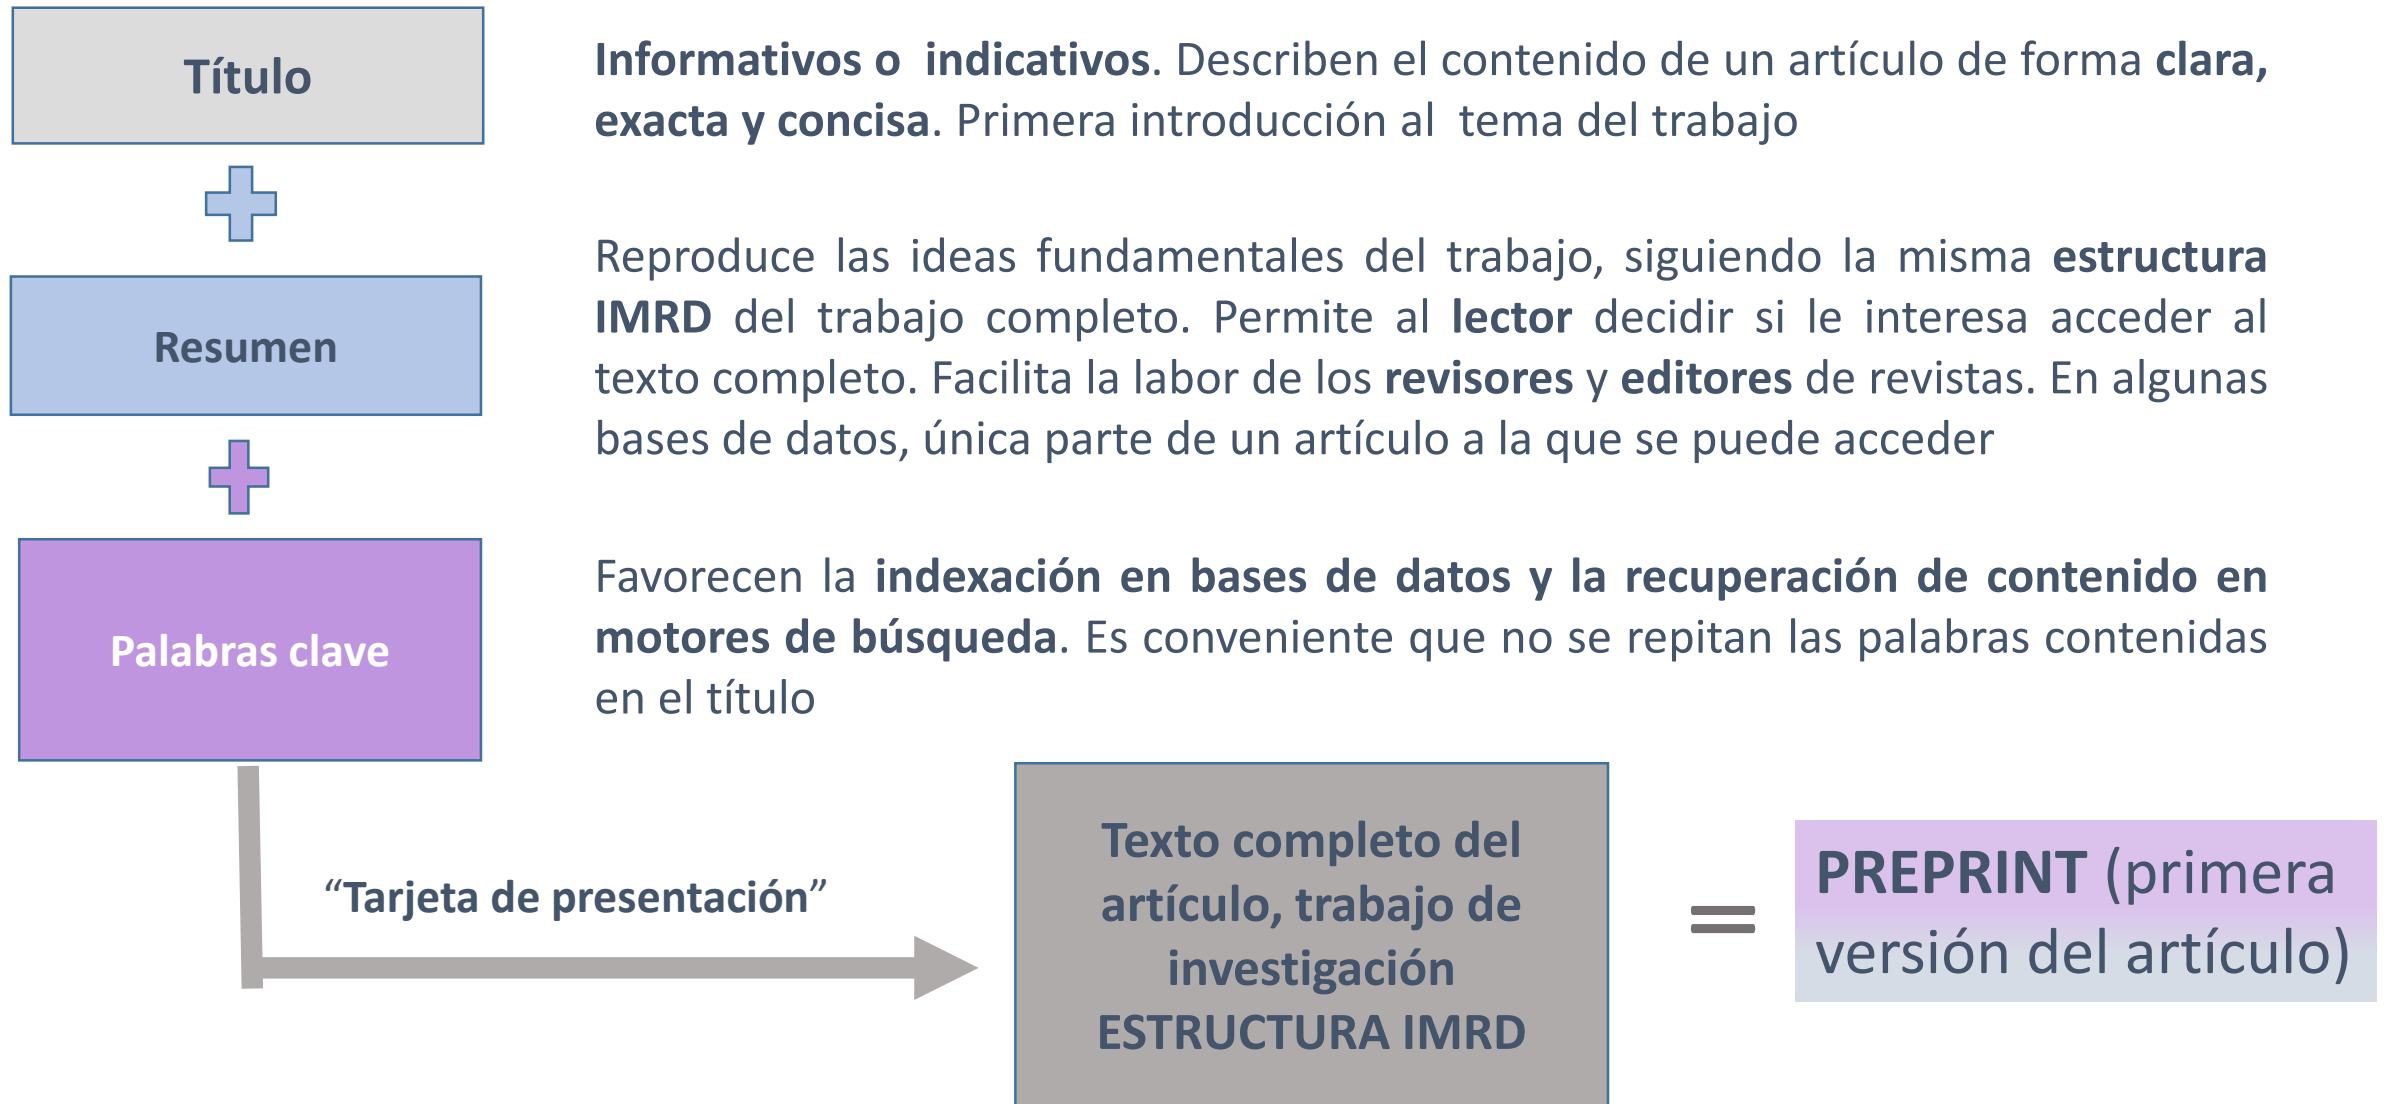 Título
Informativos o indicativos. Describen el contenido de un artículo de forma clara,
exacta y concisa. Primera introducción al tema del trabajo
Resumen
Reproduce las ideas fundamentales del trabajo, siguiendo la misma estructura
IMRD del trabajo completo. Permite al lector decidir si le interesa acceder al
texto completo. Facilita la labor de los revisores y editores de revistas. En algunas
bases de datos, única parte de un artículo a la que se puede acceder
Palabras clave
Favorecen la indexación en bases de datos y la recuperación de contenido en
motores de búsqueda. Es conveniente que no se repitan las palabras contenidas
en el título
“Tarjeta de presentación”
Texto completo del
artículo, trabajo de
investigación
ESTRUCTURA IMRD
=
PREPRINT (primera
versión del artículo)